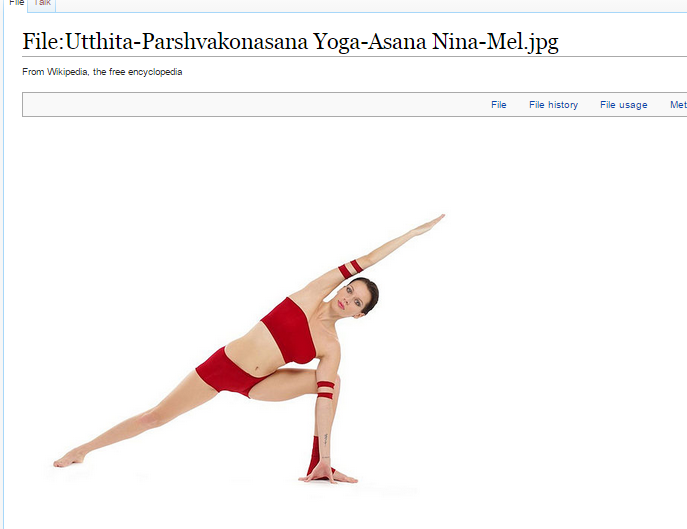 File Talk
File:Utthita-Parshvakonasana Yoga-Asana Nina-Mel.jpg
From Wikipedia, the free encyclopedia
File File history File usage Met